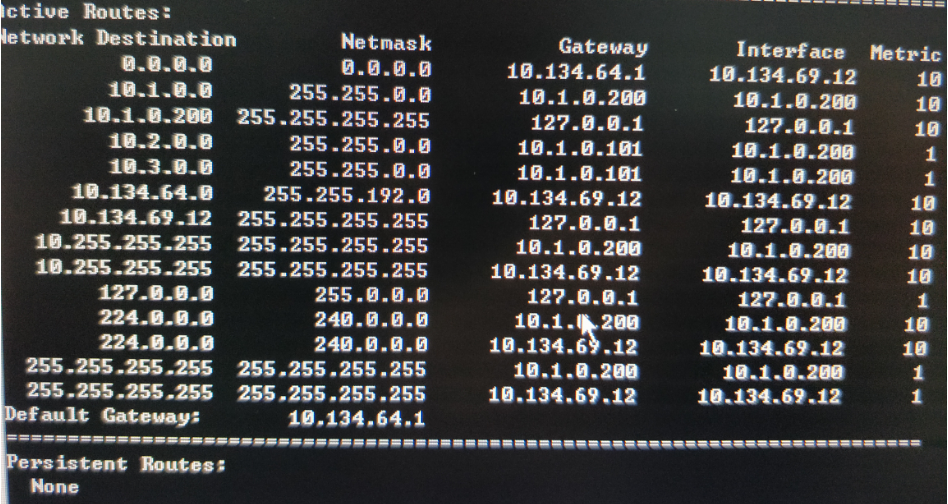 Active Routes:
Network Destination Netmask Gateway Interface Metric
0.0.0.0 0.0.0.0 10.134.64.1 10.134.69.12 10
10.1.0.0 255.255.0.0 10.1.0.200 10.1.0.200 10
10.1.0.200 255.255.255.255 127.0.0.1 127.0.0.1 10
10.2.0.0 255.255.0.0 10.1.0.101 10.1.0.200 1
10.3.0.0 255.255.0.0 10.1.0.101 10.1.0.200 1
10.134.64.0 255.255.192.0 10.134.69.12 10.134.69.12 10
10.134.69.12 255.255.255.255 127.0.0.1 127.0.0.1 10
10.255.255.255 255.255.255.255 10.1.0.200 10.1.0.200 10
10.255.255.255 255.255.255.255 10.134.69.12 10.134.69.12 10
127.0.0.0 255.0.0.0 127.0.0.1 127.0.0.1 1
224.0.0.0 240.0.0.0 10.1.0.200 10.1.0.200 10
224.0.0.0 240.0.0.0 10.134.69.12 10.134.69.12 10
255.255.255.255 255.255.255.255 10.1.0.200 10.1.0.200 1
255.255.255.255 255.255.255.255 10.134.69.12 10.134.69.12 1
Default Gateway: 10.134.64.1
Persistent Routes:
None